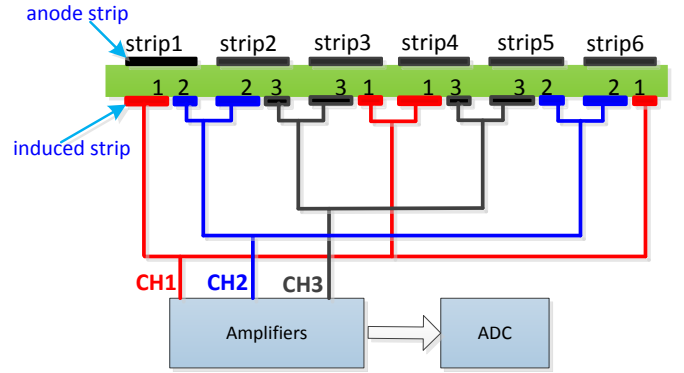 anode strip
strip1 strip2 strip3 strip4 strip5 strip6
1 2 2 3 3 1 1 3 3 2 2 1
induced strip
CH1 CH2 CH3
Amplifiers ADC